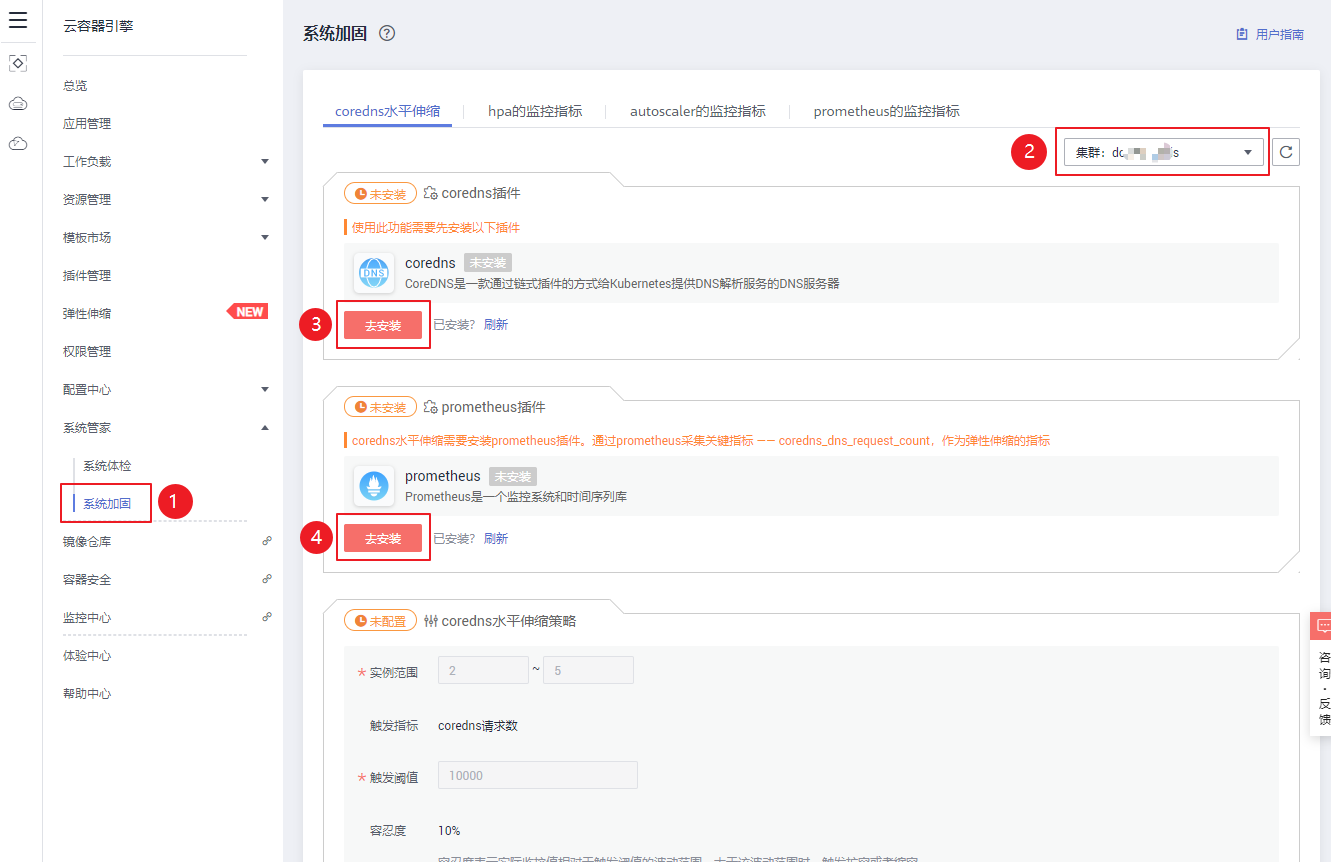 云容器引擎
总览
应用管理
工作负载
资源管理
模板市场
插件管理
弹性伸缩 NEW
权限管理
配置中心
系统管家
系统体检
系统加固 1
镜像仓库
容器安全
监控中心
体验中心
帮助中心
系统加固 ?
用户指南
coredns水平伸缩 hpa的监控指标 autoscaler的监控指标 prometheus的监控指标
2 集群：
未安装 coredns插件
使用此功能需要先安装以下插件
DNS
coredns 未安装
CoreDNS是一款通过链式插件的方式给Kubernetes提供DNS解析服务的DNS服务器
3 去安装 已安装？ 刷新
未安装 prometheus插件
coredns水平伸缩需要安装prometheus插件。通过prometheus采集关键指标 —— coredns_dns_request_count，作为弹性伸缩的指标
prometheus 未安装
Prometheus是一个监控系统和时间序列库
4 去安装 已安装？ 刷新
未配置 coredns水平伸缩策略
* 实例范围 2 ~ 5
触发指标 coredns请求数
* 触发阈值 10000
容忍度 10%
咨询·反馈